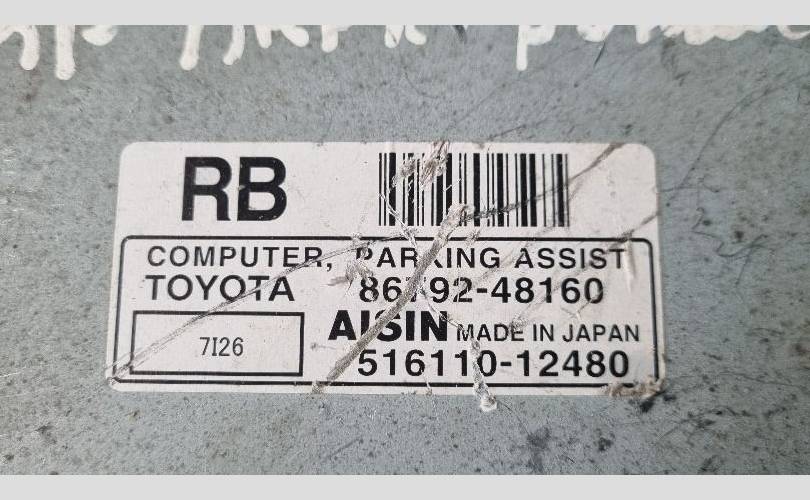 RB
COMPUTER, PARKING ASSIST
TOYOTA 86792-48160
7I26
AISIN MADE IN JAPAN
516110-12480